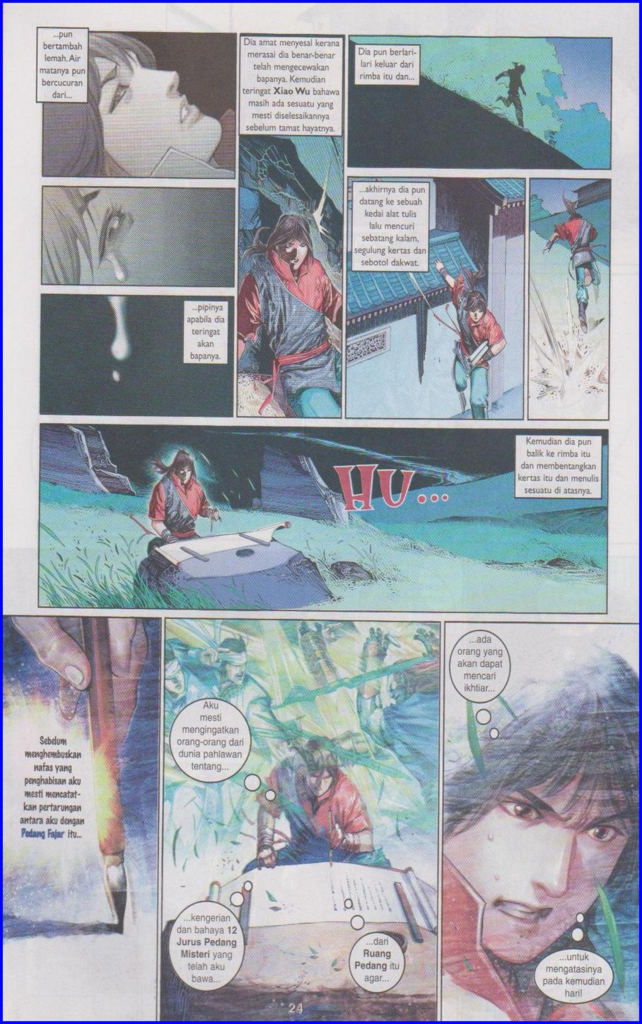 ...pun
bertambah
lemah. Air
matanya pun
bercucuran
dari...
...pipinya
apabila dia
teringat
akan
bapanya.
Dia amat menyesal kerana
merasai dia benar-benar
telah mengecewakan
bapanya. Kemudian
teringat Xiao Wu bahawa
masih ada sesuatu yang
mesti diselesaikannya
sebelum tamat hayatnya.
Dia pun berlari-
lari keluar dari
rimba itu dan...
...akhirnya dia pun
datang ke sebuah
kedai alat tulis
lalu mencuri
sebatang kalam,
segulung kertas dan
sebotol dakwat.
HU...
Kemudian dia pun
balik ke rimba itu
dan membentangkan
kertas itu dan menulis
sesuatu di atasnya.
Sebelum
menghembuskan
nafas yang
penghabisan aku
mesti mencatat-
kan pertarungan
antara aku dengan
Pedang Fajar itu...
Aku
mesti
mengingatkan
orang-orang dari
dunia pahlawan
tentang...
...kengerian
dan bahaya 12
Jurus Pedang
Misteri yang
telah aku
bawa...
...dari
Ruang
Pedang itu
agar...
...ada
orang yang
akan dapat
mencari
ikhtiar...
...untuk
mengatasinya
pada kemudian
hari!
24